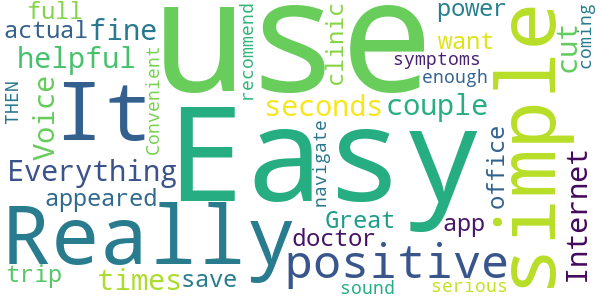 full
use
clinic
recommend
power
simple
cut
coming
actual
fine
want
helpful
symptoms
enough
THEN
Voice
It
Convenient
seconds
couple
Easy
Everything
navigate
office
Internet
appeared
Really
Great
app
doctor
positive
trip
times
save
sound
serious